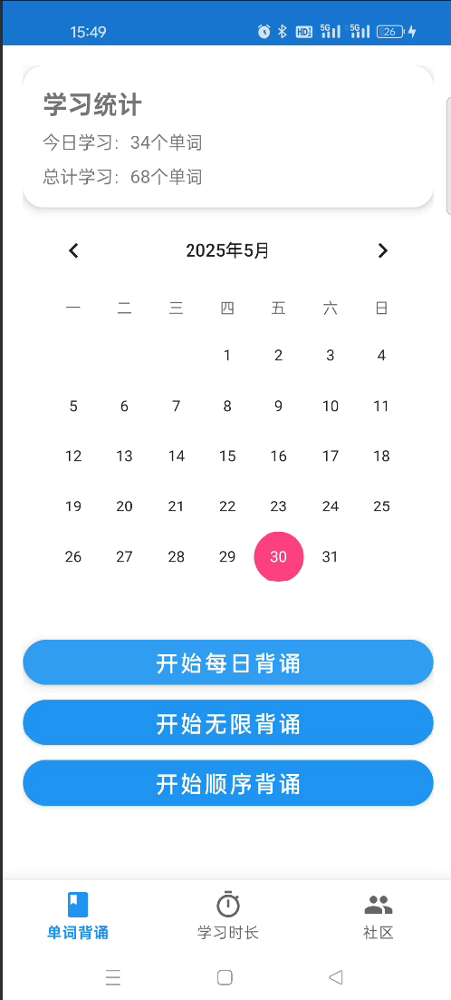 15:49 HD 5G 5G 26
学习统计
今日学习：34个单词
总计学习：68个单词
2025年5月
一 二 三 四 五 六 日
1 2 3 4
5 6 7 8 9 10 11
12 13 14 15 16 17 18
19 20 21 22 23 24 25
26 27 28 29 30 31
开始每日背诵
开始无限背诵
开始顺序背诵
单词背诵 学习时长 社区